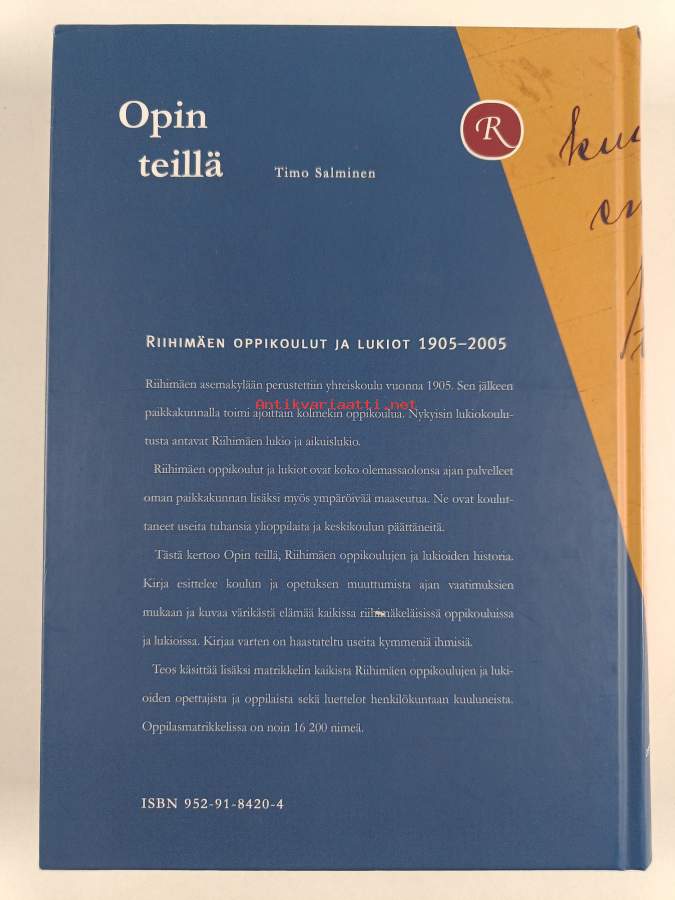 Opin
teillä
Timo Salminen
R
kuu
en
RIIHIMÄEN OPPIKOULUT JA LUKIOT 1905–2005
Riihimäen asemakylään perustettiin yhteiskoulu vuonna 1905. Sen jälkeen
Antikvariaatti.net
paikkakunnalla toimi ajoittain kolmekin oppikoulua. Nykyisin lukiokoulu-
tusta antavat Riihimäen lukio ja aikuislukio.
Riihimäen oppikoulut ja lukiot ovat koko olemassaolonsa ajan palvelleet
oman paikkakunnan lisäksi myös ympäröivää maaseutua. Ne ovat koulut-
taneet useita tuhansia ylioppilaita ja keskikoulun päättäneitä.
Tästä kertoo Opin teillä, Riihimäen oppikoulujen ja lukioiden historia.
Kirja esittelee koulun ja opetuksen muuttumista ajan vaatimuksien
mukaan ja kuvaa värikästä elämää kaikissa riihimäkeläisissä oppikouluissa
ja lukioissa. Kirjaa varten on haastateltu useita kymmeniä ihmisiä.
Teos käsittää lisäksi matrikkelin kaikista Riihimäen oppikoulujen ja luki-
oiden opettajista ja oppilaista sekä luettelot henkilökuntaan kuuluneista.
Oppilasmatrikkelissa on noin 16 200 nimeä.
ISBN 952-91-8420-4